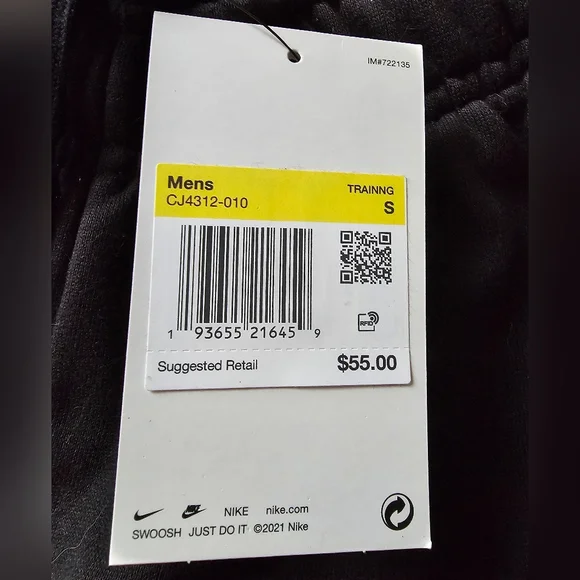 IM#722135
Mens TRAINNG
CJ4312-010 S
1 93655 21645 9
RFID
Suggested Retail $55.00
NIKE nike.com
SWOOSH JUST DO IT ©2021 Nike